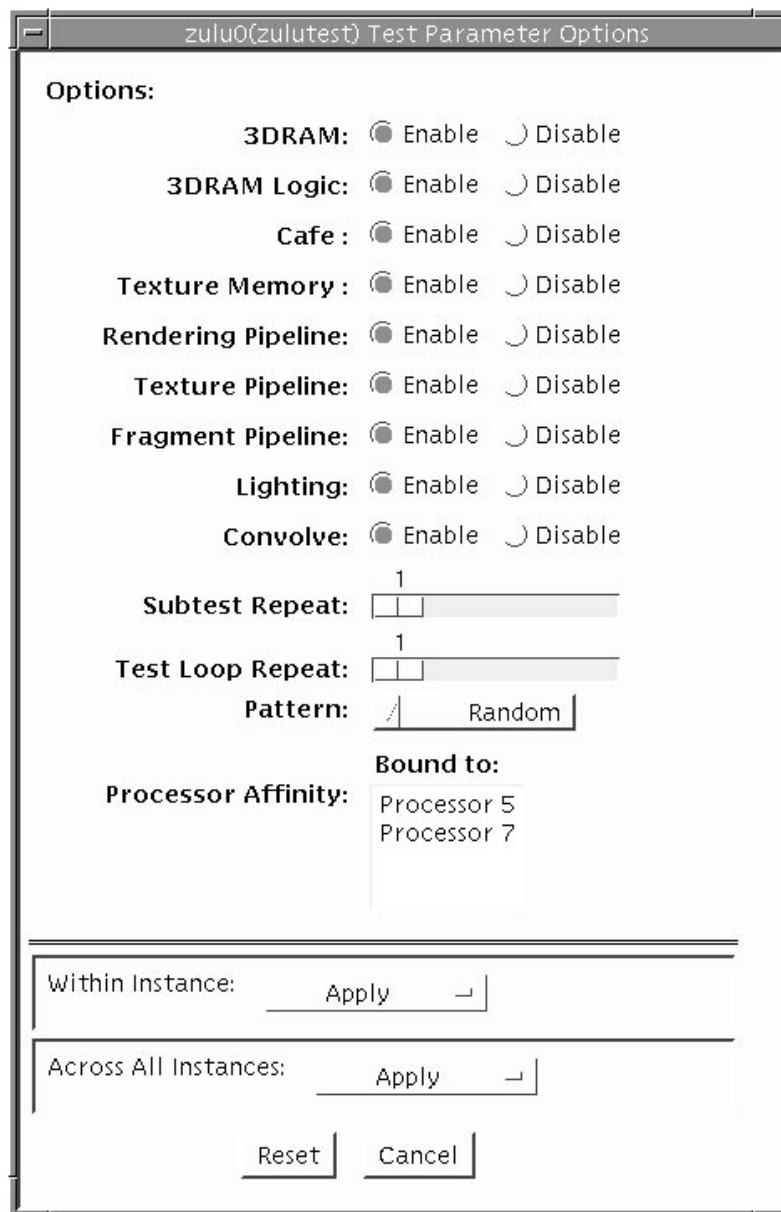 zulu0(zulutest) Test Parameter Options
Options:
3DRAM: Enable Disable
3DRAM Logic: Enable Disable
Cafe : Enable Disable
Texture Memory : Enable Disable
Rendering Pipeline: Enable Disable
Texture Pipeline: Enable Disable
Fragment Pipeline: Enable Disable
Lighting: Enable Disable
Convolve: Enable Disable
1
Subtest Repeat:
1
Test Loop Repeat:
Pattern: Random
Bound to:
Processor Affinity:
Processor 5
Processor 7
Within Instance: Apply
Across All Instances: Apply
Reset Cancel